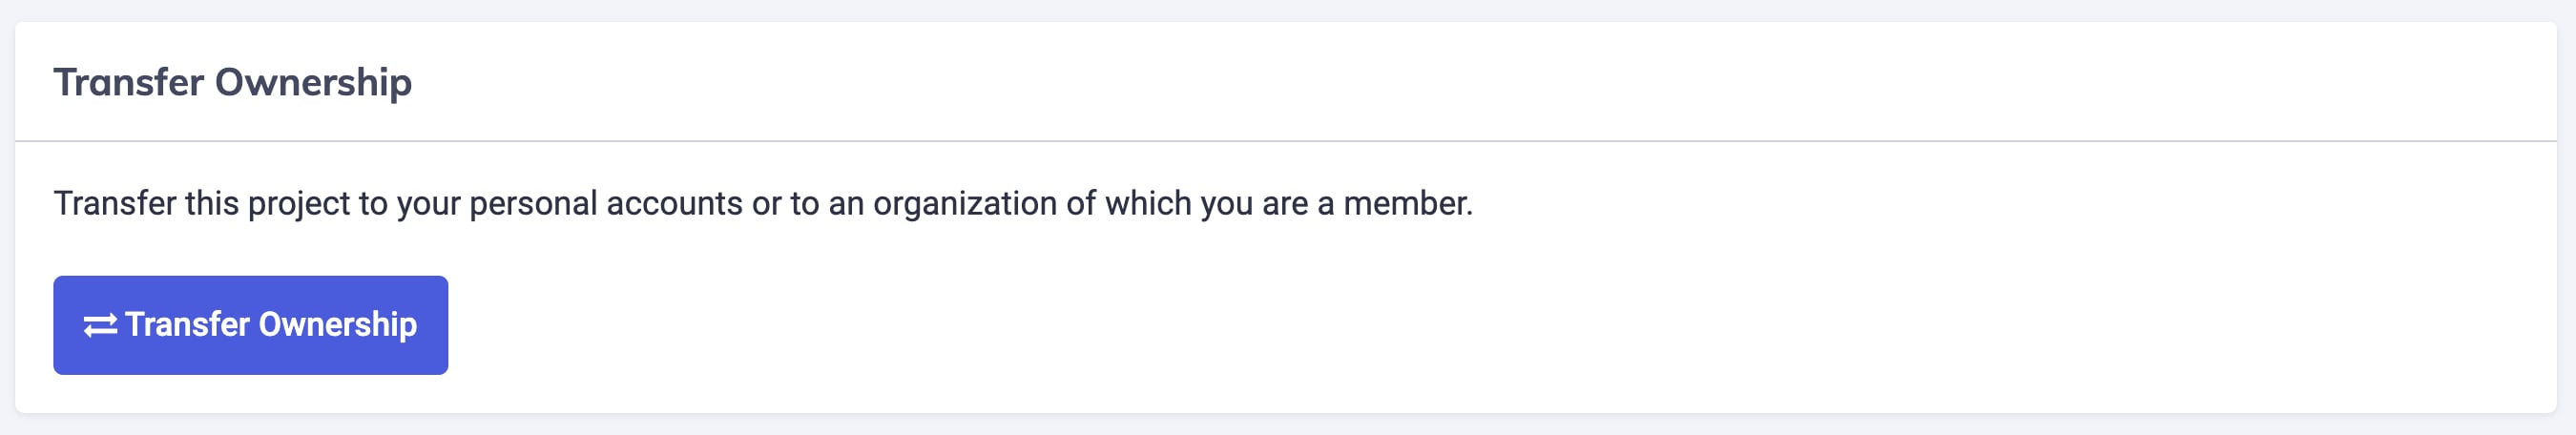 Transfer Ownership
Transfer this project to your personal accounts or to an organization of which you are a member.
Transfer Ownership